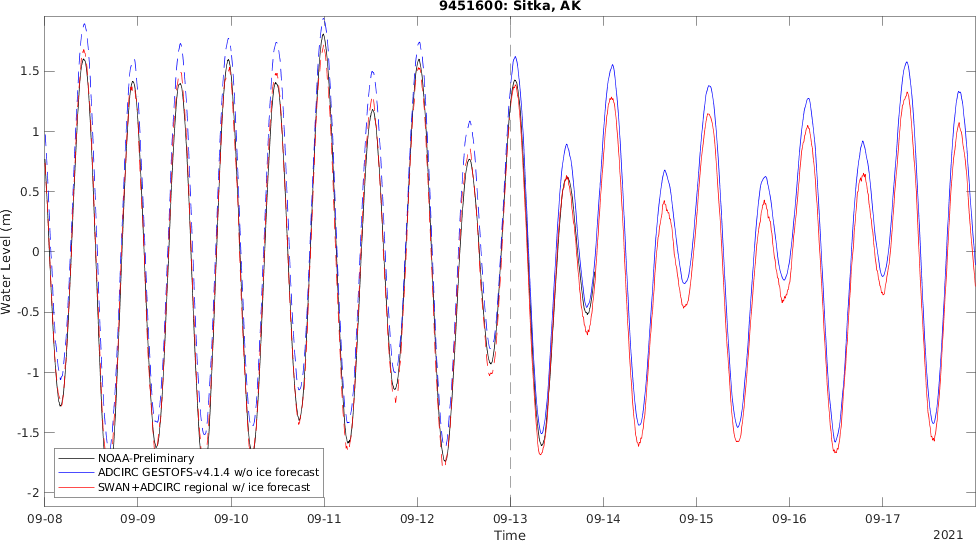 9451600: Sitka, AK
Water Level (m)
1.5
1
0.5
0
-0.5
-1
-1.5
-2
NOAA-Preliminary
ADCIRC GESTOFS-v4.1.4 w/o ice forecast
SWAN+ADCIRC regional w/ ice forecast
09-08 09-09 09-10 09-11 09-12 09-13 09-14 09-15 09-16 09-17
Time
2021